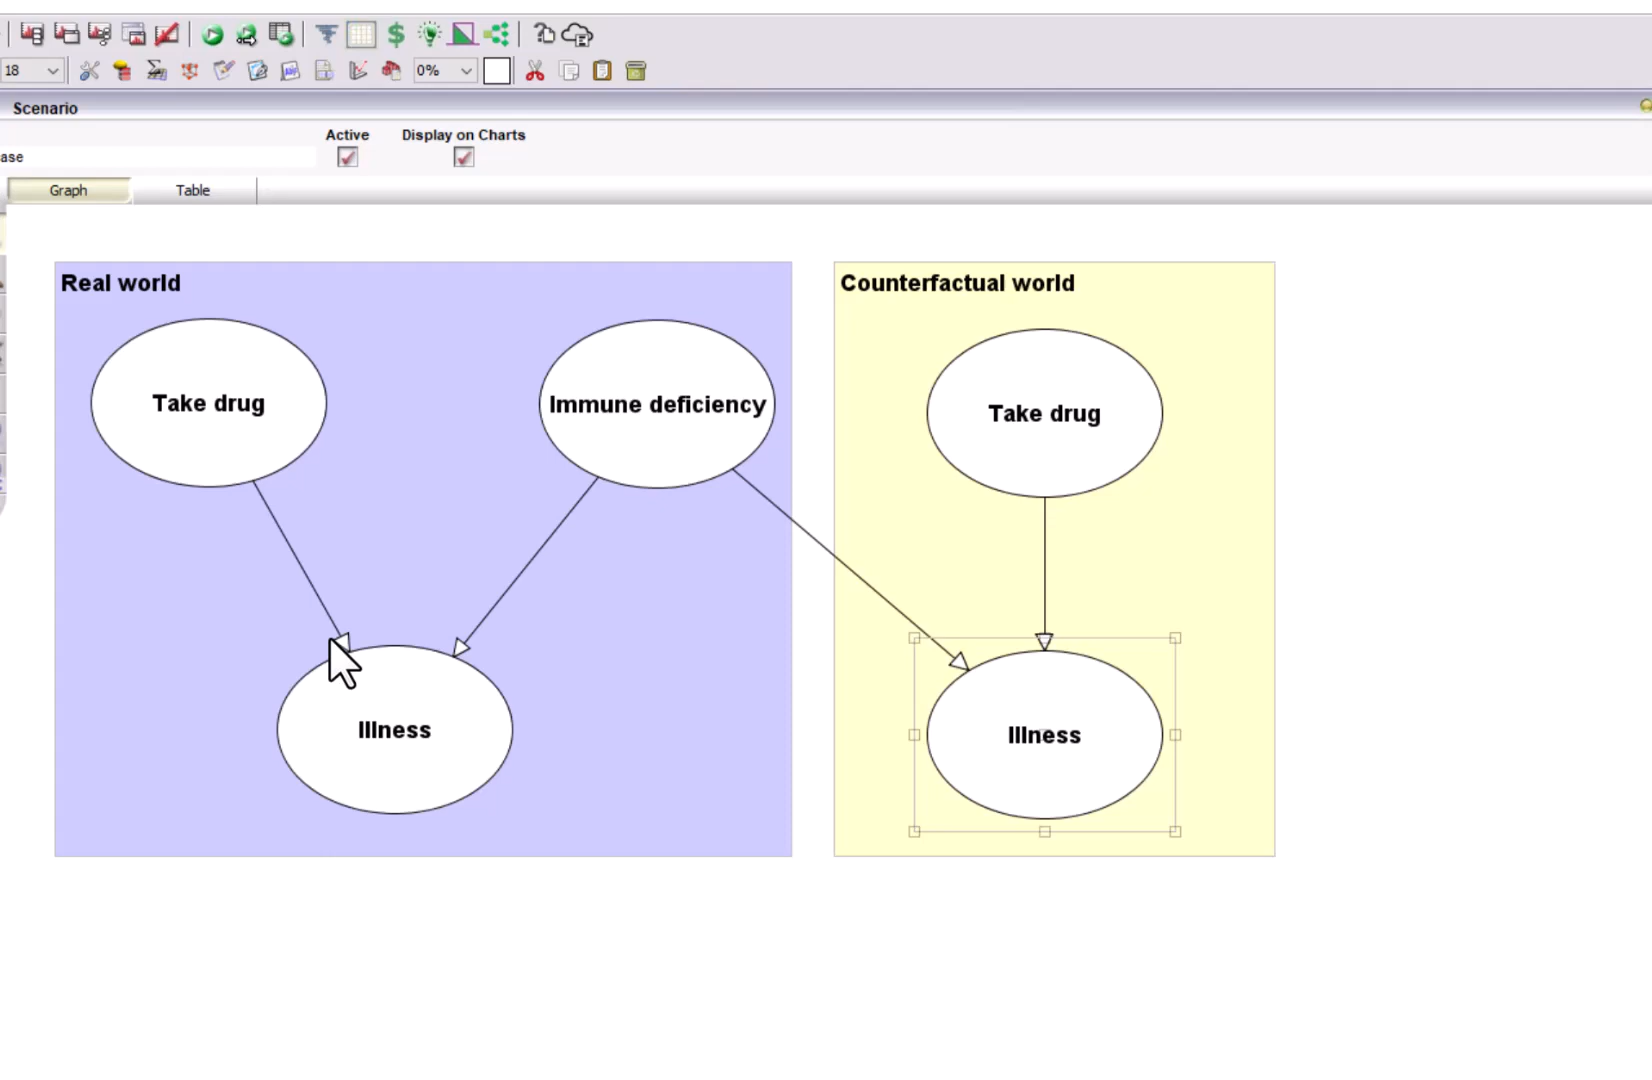 18
0%
Scenario
Active
Display on Charts
ase
Graph
Table
Real world
Counterfactual world
Take drug
Immune deficiency
Take drug
Illness
Illness